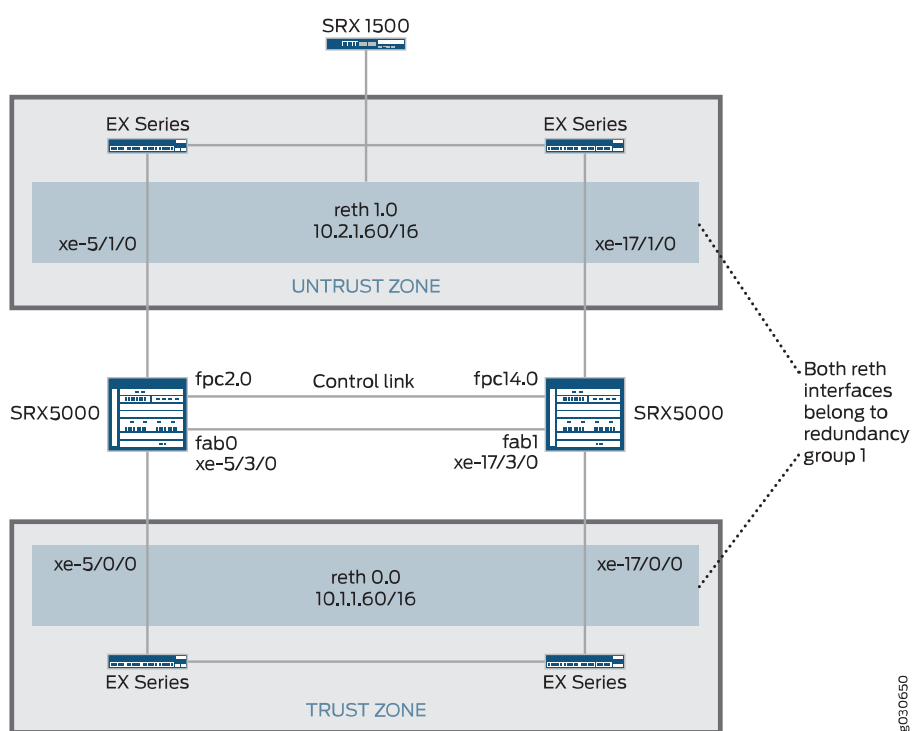 SRX 1500
EX Series
EX Series
reth 1.0
10.2.1.60/16
xe-5/1/0
xe-17/1/0
UNTRUST ZONE
fpc2.0
Control link
fpc14.0
SRX5000
SRX5000
fab0
xe-5/3/0
fab1
xe-17/3/0
Both reth
interfaces
belong to
redundancy
group 1
xe-5/0/0
xe-17/0/0
reth 0.0
10.1.1.60/16
EX Series
EX Series
TRUST ZONE
g030650